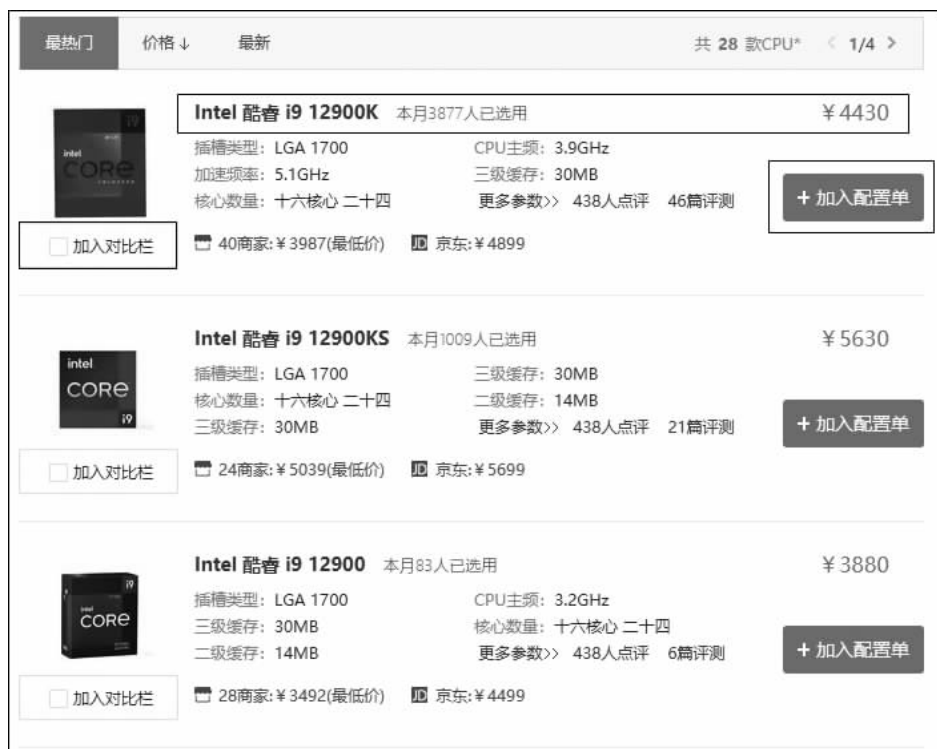 最热门 价格↓ 最新 共 28 款CPU* < 1/4 >
Intel 酷睿 i9 12900K 本月3877人已选用 ¥4430
插槽类型: LGA 1700 CPU主频: 3.9GHz
加速频率: 5.1GHz 三级缓存: 30MB
核心数量: 十六核心 二十四 更多参数>> 438人点评 46篇评测
+ 加入配置单
intel
CORE
i9
加入对比栏 40商家:¥3987(最低价) JD 京东:¥4899
Intel 酷睿 i9 12900KS 本月1009人已选用 ¥5630
插槽类型: LGA 1700 三级缓存: 30MB
核心数量: 十六核心 二十四 二级缓存: 14MB
三级缓存: 30MB 更多参数>> 438人点评 21篇评测
+ 加入配置单
intel
CORE
i9
加入对比栏 24商家:¥5039(最低价) JD 京东:¥5699
Intel 酷睿 i9 12900 本月83人已选用 ¥3880
插槽类型: LGA 1700 CPU主频: 3.2GHz
三级缓存: 30MB 核心数量: 十六核心 二十四
二级缓存: 14MB 更多参数>> 438人点评 6篇评测
+ 加入配置单
i9
intel
CORE
加入对比栏 28商家:¥3492(最低价) JD 京东:¥4499